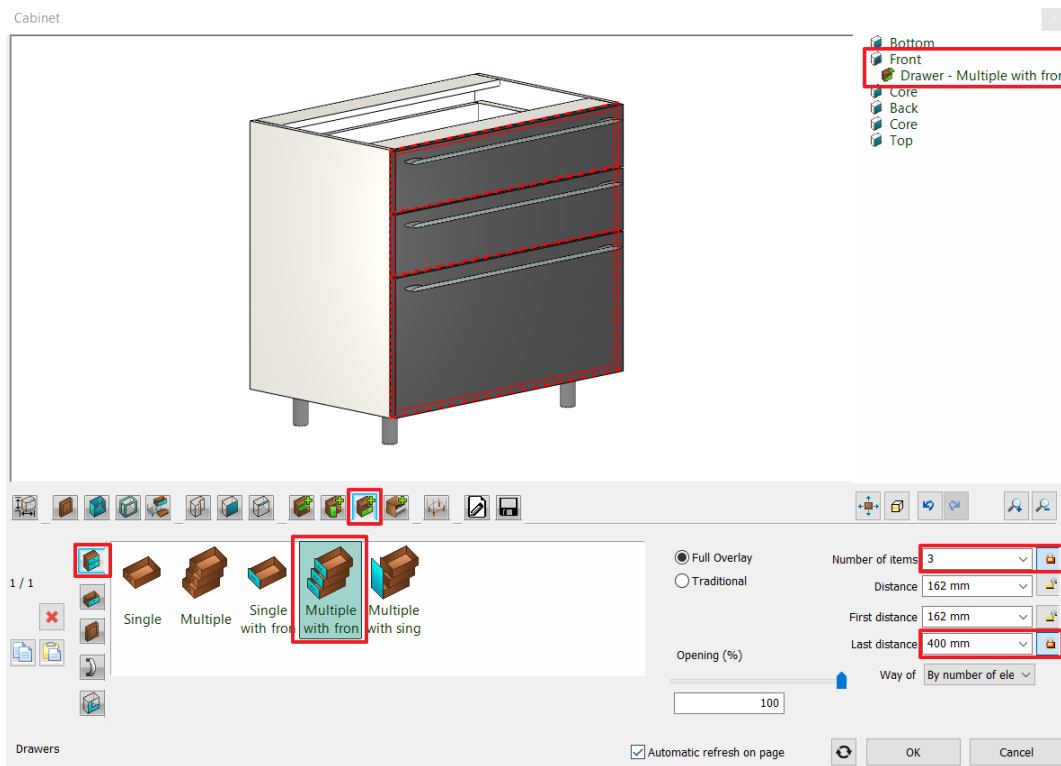 Cabinet
Bottom
Front
Drawer - Multiple with fron
Core
Back
Core
Top
1 / 1
Single
Multiple
Single
with fron
Multiple
with fron
Multiple
with sing
Full Overlay
Traditional
Opening (%)
100
Number of items 3
Distance 162 mm
First distance 162 mm
Last distance 400 mm
Way of By number of ele
Drawers
Automatic refresh on page
OK
Cancel